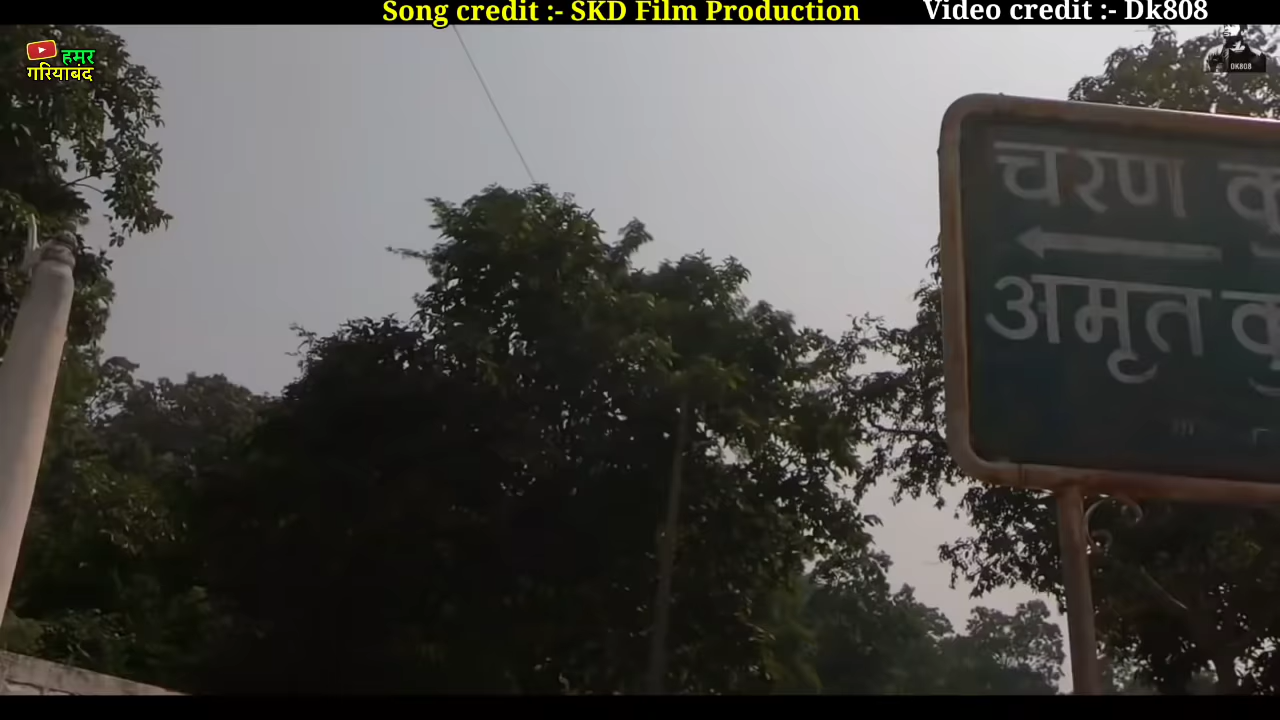 Song credit :- SKD Film Production
Video credit :- Dk808
हमर
गरियाबंद
DK808
चरण
अमृत